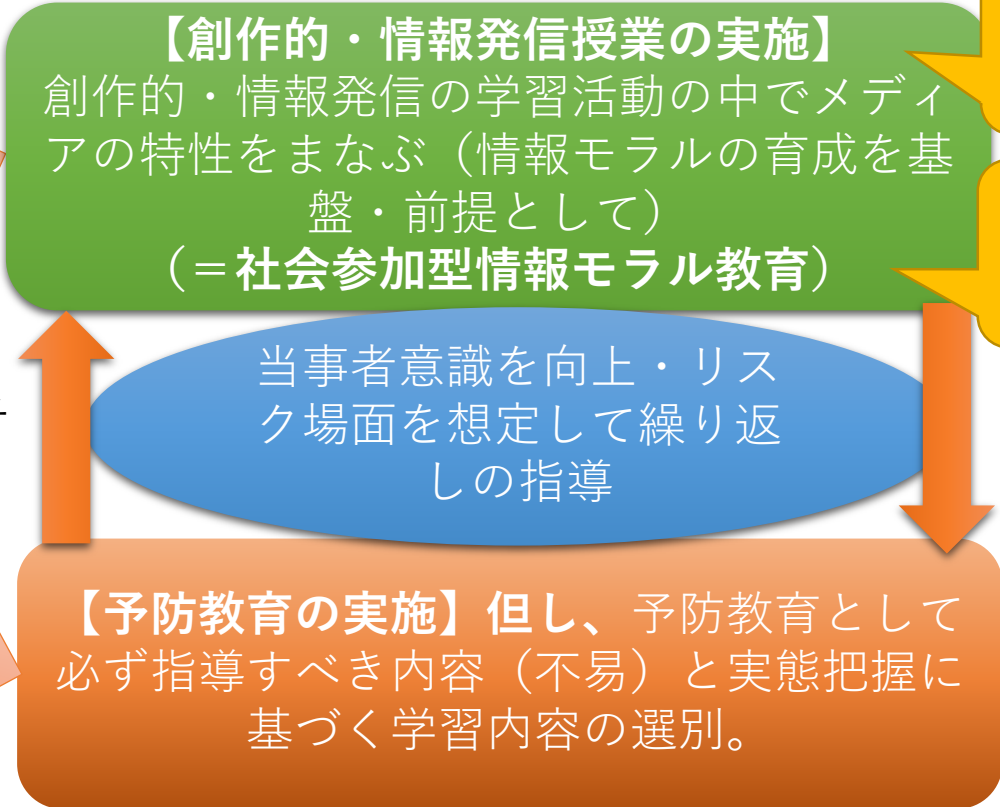 【創作的・情報発信授業の実施】
創作的・情報発信の学習活動の中でメディ
アの特性をまなぶ（情報モラルの育成を基
盤・前提として）
（＝社会参加型情報モラル教育）
当事者意識を向上・リス
ク場面を想定して繰り返
しの指導
【予防教育の実施】但し、予防教育として
必ず指導すべき内容（不易）と実態把握に
基づく学習内容の選別。